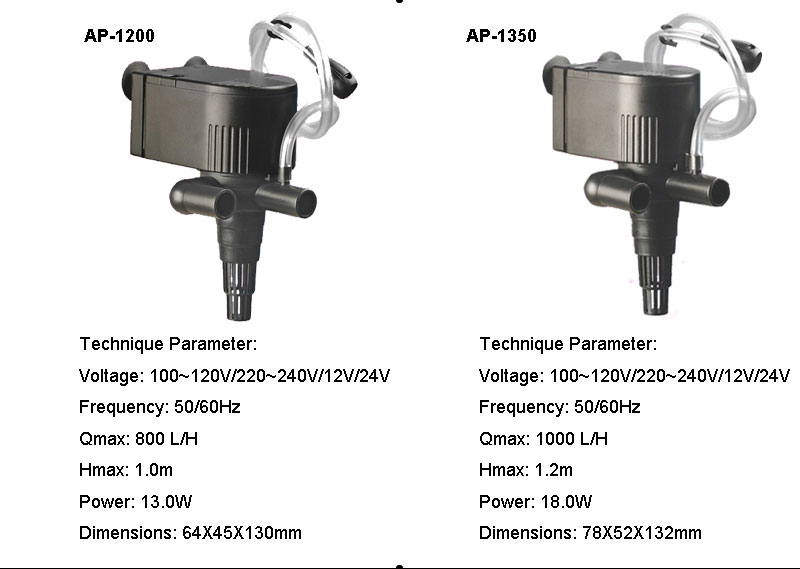 AP-1200
AP-1350
Technique Parameter:
Voltage: 100~120V/220~240V/12V/24V
Frequency: 50/60Hz
Qmax: 800 L/H
Hmax: 1.0m
Power: 13.0W
Dimensions: 64X45X130mm
Technique Parameter:
Voltage: 100~120V/220~240V/12V/24V
Frequency: 50/60Hz
Qmax: 1000 L/H
Hmax: 1.2m
Power: 18.0W
Dimensions: 78X52X132mm